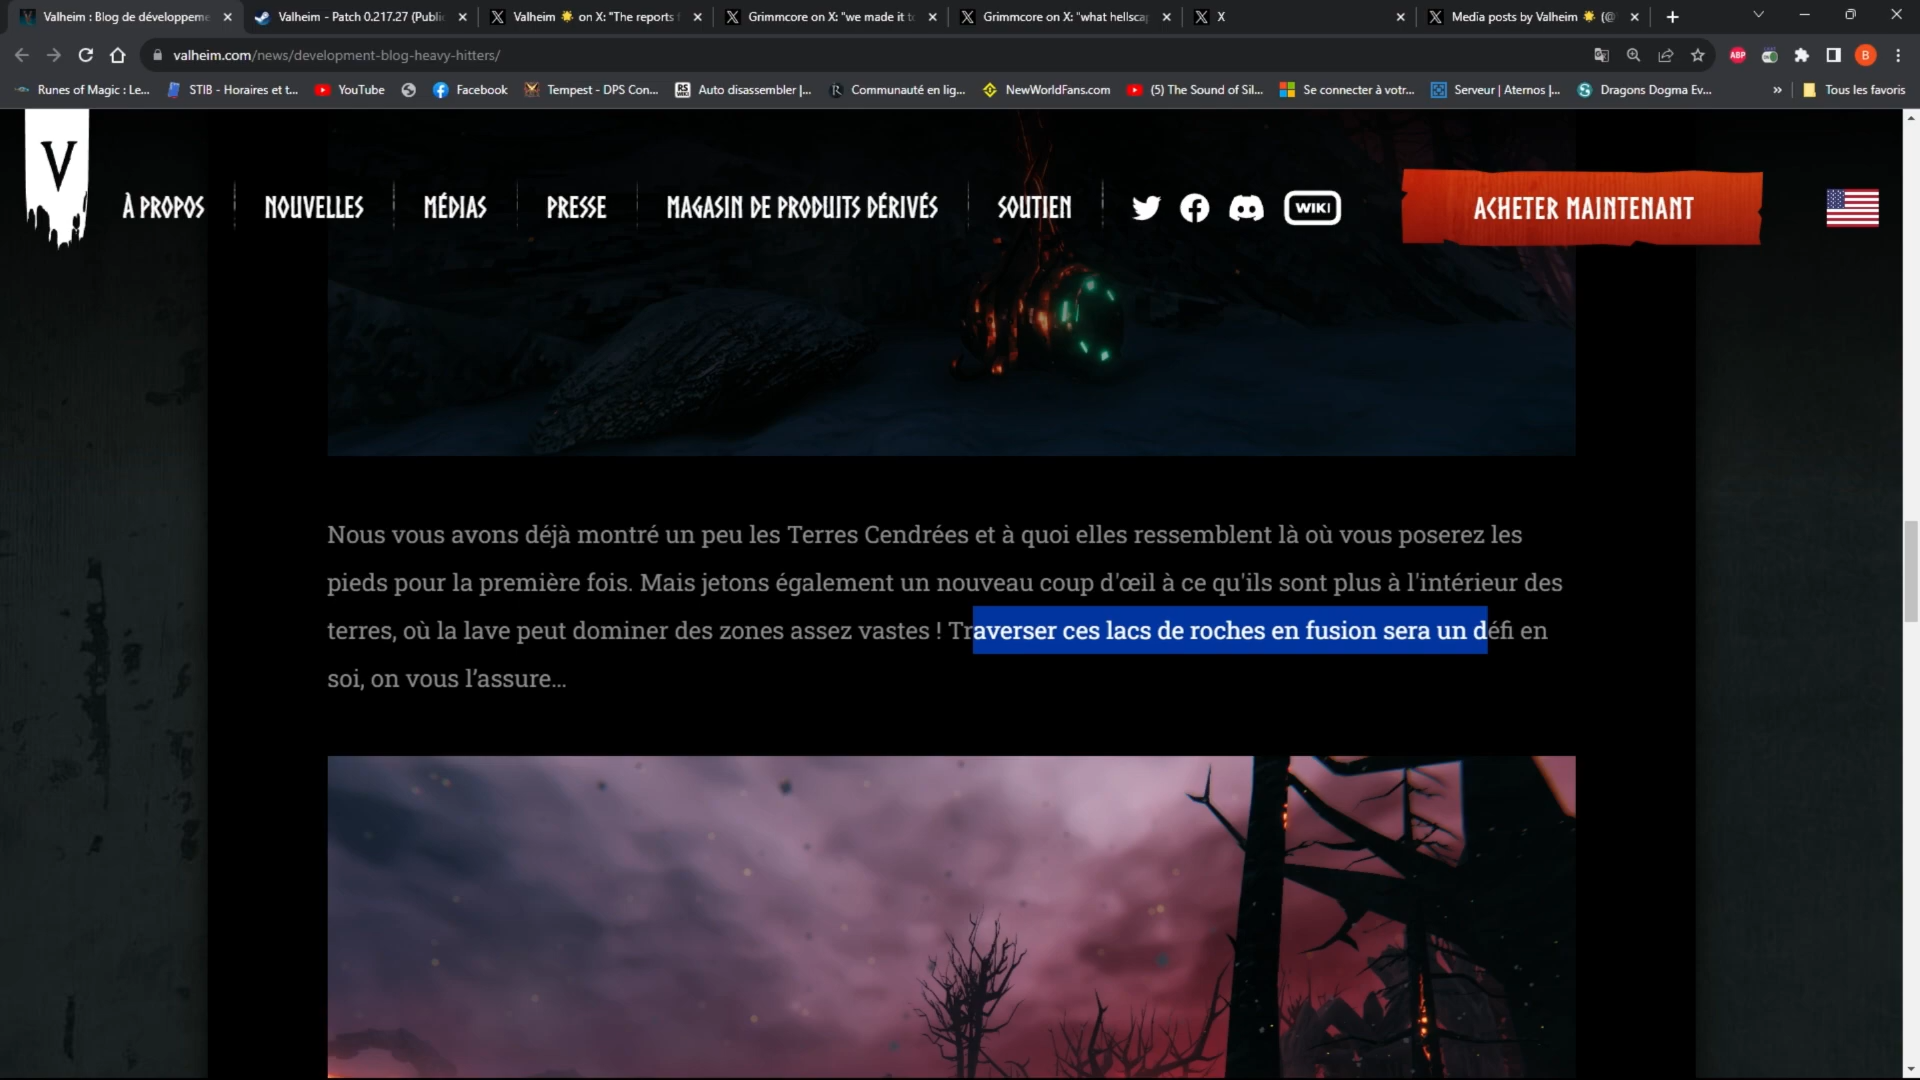 Valheim : Blog de développeme
Valheim - Patch 0.217.27 (Public
Valheim 🌟 on X: "The reports f
Grimmcore on X: "we made it to
Grimmcore on X: "what hellscap
X
Media posts by Valheim 🌟 (@
valheim.com/news/development-blog-heavy-hitters/
ABP
B
Runes of Magic : Le...
STIB - Horaires et t...
YouTube
Facebook
Tempest - DPS Con...
Auto disassembler |...
Communauté en lig...
NewWorldFans.com
(5) The Sound of Sil...
Se connecter à votr...
Serveur | Aternos |...
Dragons Dogma Ev...
»
Tous les favoris
V
À PROPOS
NOUVELLES
MÉDIAS
PRESSE
MAGASIN DE PRODUITS DÉRIVÉS
SOUTIEN
WIKI
ACHETER MAINTENANT
Nous vous avons déjà montré un peu les Terres Cendrées et à quoi elles ressemblent là où vous poserez les
pieds pour la première fois. Mais jetons également un nouveau coup d'œil à ce qu'ils sont plus à l'intérieur des
terres, où la lave peut dominer des zones assez vastes ! Traverser ces lacs de roches en fusion sera un défi en
soi, on vous l’assure…